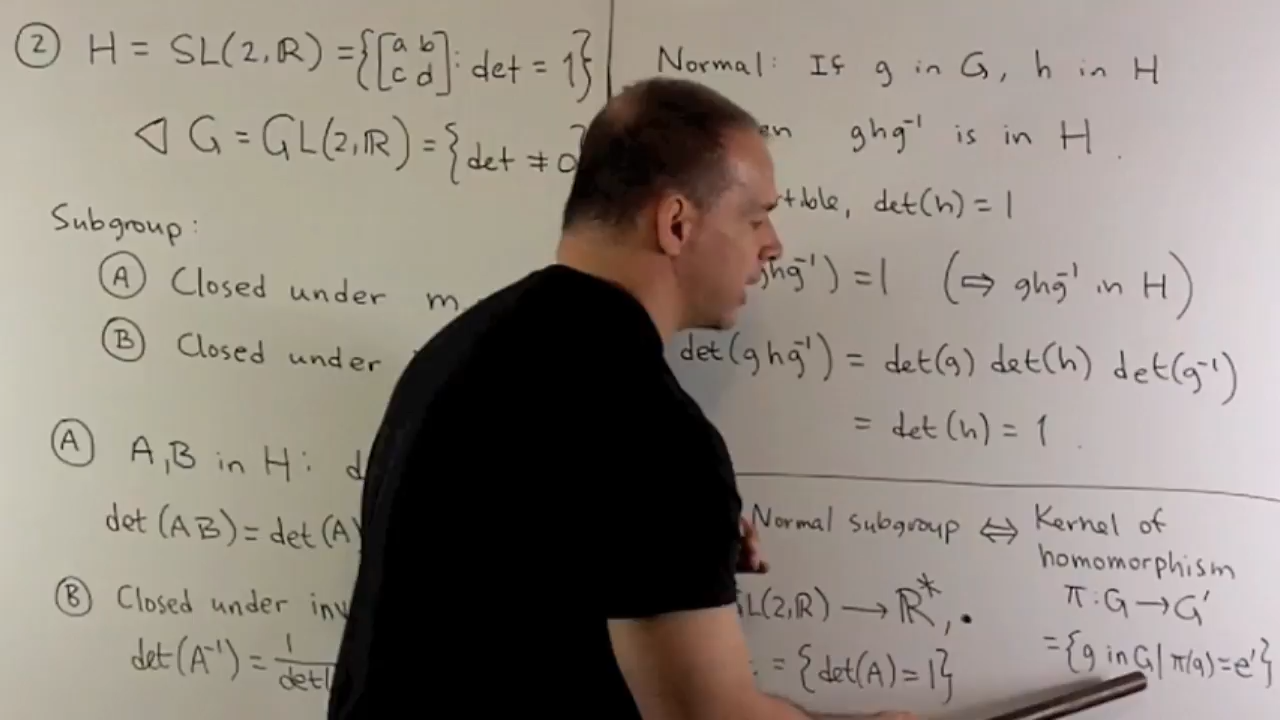 ② H = SL(2,ℝ) = {[a b
c d] : det = 1}
◁ G = GL(2,ℝ) = {det ≠ 0
Subgroup:
Ⓐ Closed under
Ⓑ Closed under
Ⓐ A,B in H:
det(AB) = det(A)
Ⓑ Closed under inv
det(A⁻¹) = 1/det
Normal: If g in G, h in H
ghg⁻¹ is in H.
det(h) = 1
hg⁻¹) = 1 (⇒ ghg⁻¹ in H)
det(ghg⁻¹) = det(g) det(h) det(g⁻¹)
= det(h) = 1.
Normal subgroup ⇔ Kernel of
homomorphism
π: G → G'
= {g in G | π(g) = e'}
L(2,ℝ) → ℝ*, •
= {det(A) = 1}